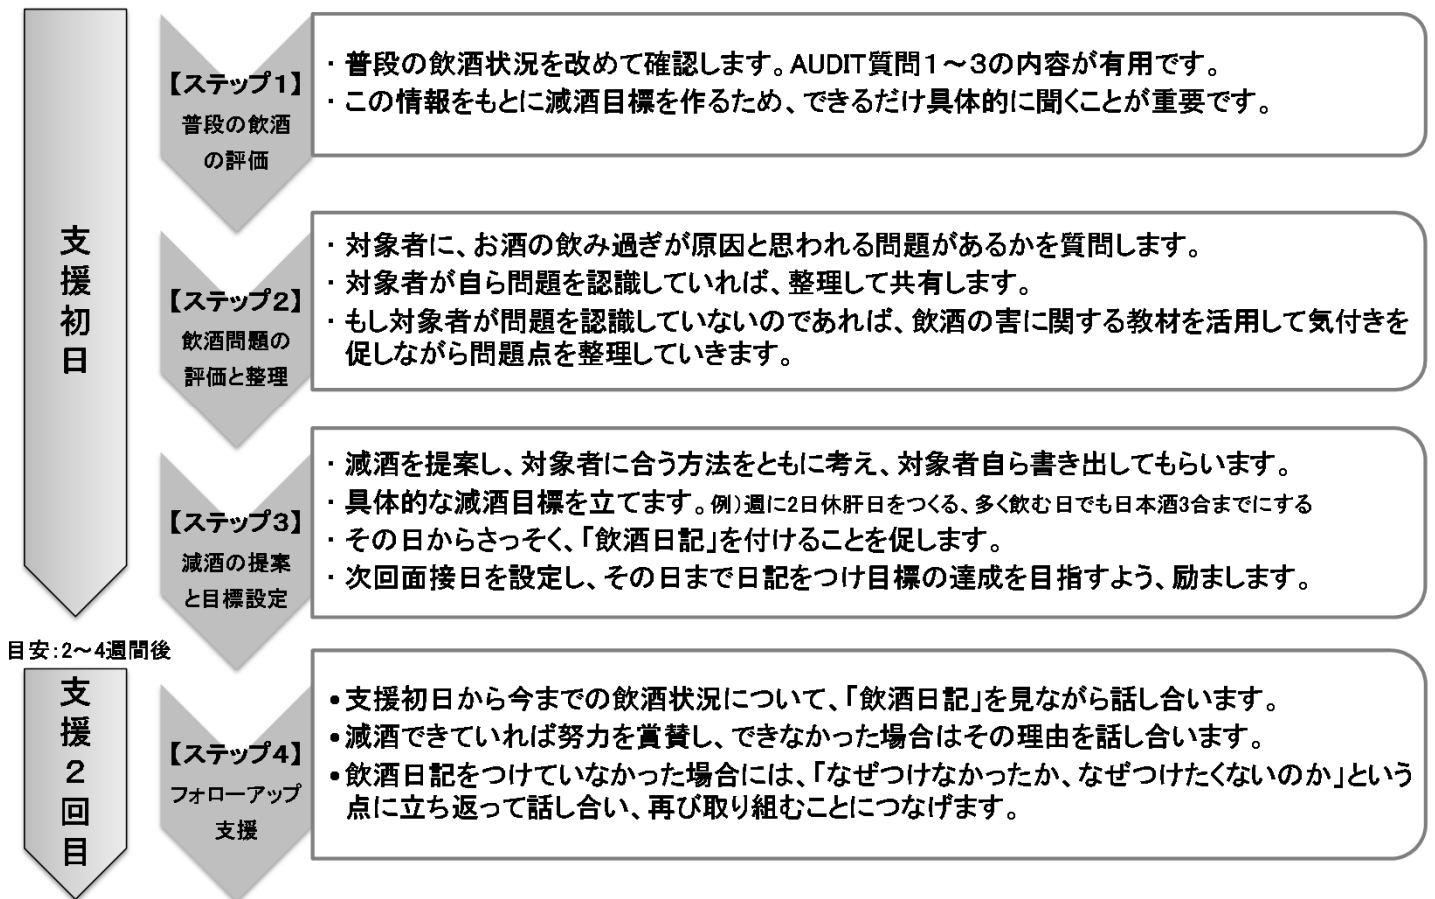 支援初日
【ステップ１】
普段の飲酒
の評価
・普段の飲酒状況を改めて確認します。AUDIT質問１～３の内容が有用です。
・この情報をもとに減酒目標を作るため、できるだけ具体的に聞くことが重要です。
【ステップ２】
飲酒問題の
評価と整理
・対象者に、お酒の飲み過ぎが原因と思われる問題があるかを質問します。
・対象者が自ら問題を認識していれば、整理して共有します。
・もし対象者が問題を認識していないのであれば、飲酒の害に関する教材を活用して気付きを
促しながら問題点を整理していきます。
【ステップ３】
減酒の提案
と目標設定
・減酒を提案し、対象者に合う方法をともに考え、対象者自ら書き出してもらいます。
・具体的な減酒目標を立てます。例）週に2日休肝日をつくる、多く飲む日でも日本酒3合までにする
・その日からさっそく、「飲酒日記」を付けることを促します。
・次回面接日を設定し、その日まで日記をつけ目標の達成を目指すよう、励まします。
目安：2～4週間後
支援２回目
【ステップ４】
フォローアップ
支援
•支援初日から今までの飲酒状況について、「飲酒日記」を見ながら話し合います。
•減酒できていれば努力を賞賛し、できなかった場合はその理由を話し合います。
•飲酒日記をつけていなかった場合には、「なぜつけなかったか、なぜつけたくないのか」という
点に立ち返って話し合い、再び取り組むことにつなげます。